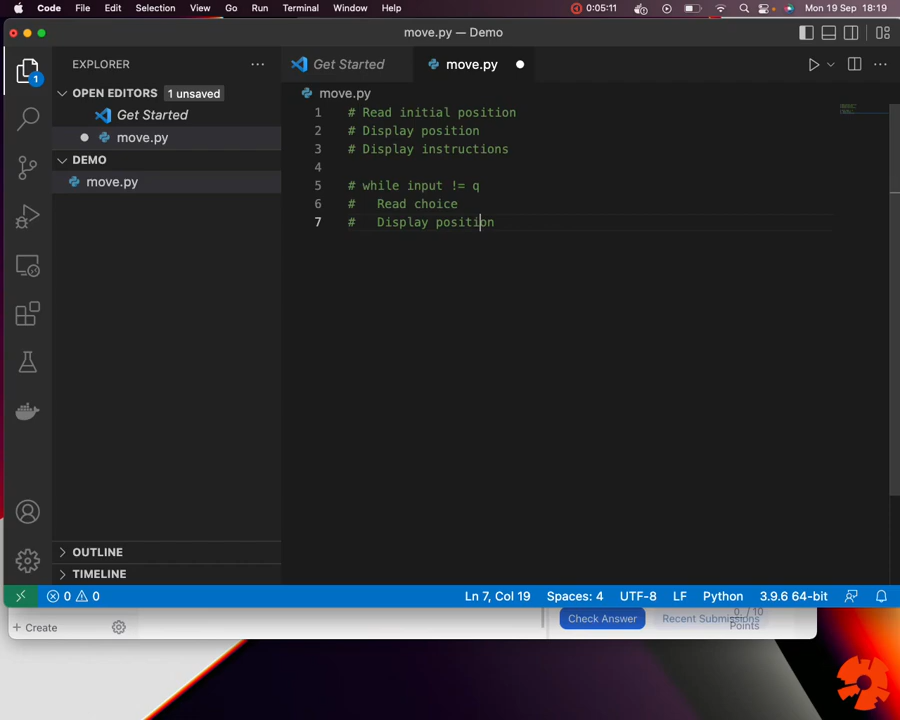 Code File Edit Selection View Go Run Terminal Window Help 0:05:11 Mon 19 Sep 18:19
move.py — Demo
EXPLORER
Get Started
move.py
OPEN EDITORS 1 unsaved
Get Started
move.py
DEMO
move.py
OUTLINE
TIMELINE
1
move.py
1 # Read initial position
2 # Display position
3 # Display instructions
4
5 # while input != q
6 #   Read choice
7 #   Display position
0 0 Ln 7, Col 19 Spaces: 4 UTF-8 LF Python 3.9.6 64-bit
+ Create
Check Answer
Recent Submissions
0. / 10
Points